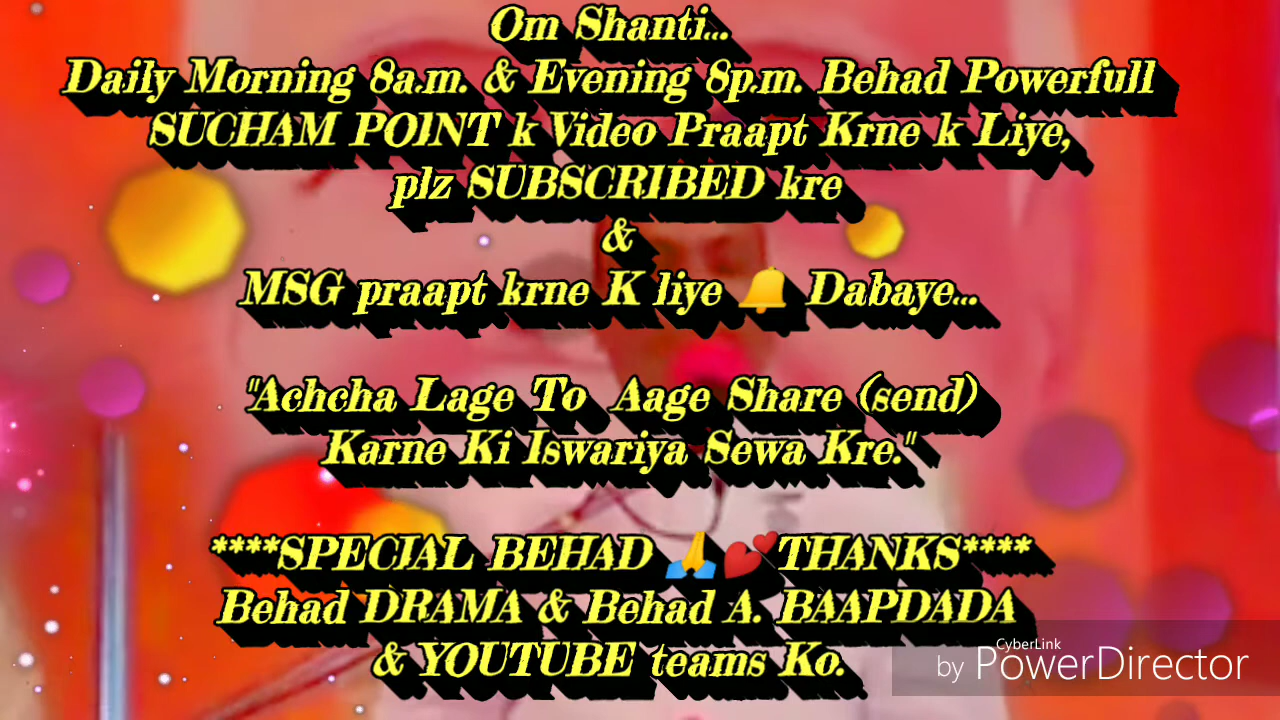 Om Shanti...
Daily Morning 8a.m. & Evening 8p.m. Behad Powerfull
SUCHAM POINT k Video Praapt Krne k Liye,
plz SUBSCRIBED kre
&
MSG praapt krne K liye 🔔 Dabaye...
"Achcha Lage To Aage Share (send)
Karne Ki Iswariya Sewa Kre."
****SPECIAL BEHAD 🙏💕THANKS****
Behad DRAMA & Behad A. BAAPDADA
& YOUTUBE teams Ko.
CyberLink
by PowerDirector